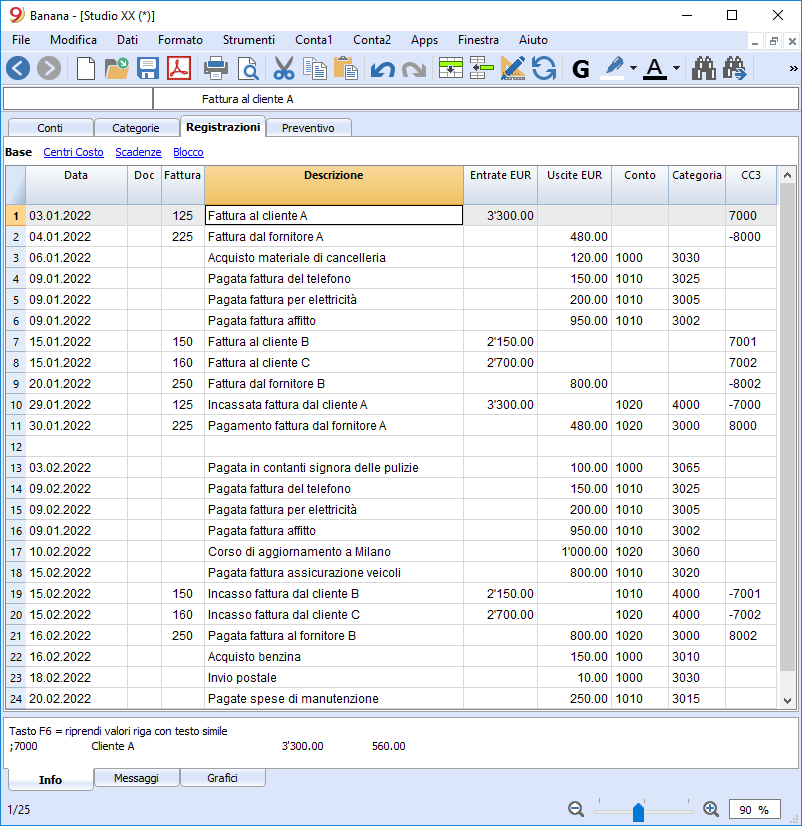 Banana - [Studio XX (*)]
File Modifica Dati Formato Strumenti Conta1 Conta2 Apps Finestra Aiuto
G A »
Fattura al cliente A
Conti Categorie Registrazioni Preventivo
Base Centri Costo Scadenze Blocco
Data Doc Fattura Descrizione Entrate EUR Uscite EUR Conto Categoria CC3
1 03.01.2022 125 Fattura al cliente A 3'300.00 7000
2 04.01.2022 225 Fattura dal fornitore A 480.00 -8000
3 06.01.2022 Acquisto materiale di cancelleria 120.00 1000 3030
4 09.01.2022 Pagata fattura del telefono 150.00 1010 3025
5 09.01.2022 Pagata fattura per elettricità 200.00 1010 3005
6 09.01.2022 Pagata fattura affitto 950.00 1010 3002
7 15.01.2022 150 Fattura al cliente B 2'150.00 7001
8 15.01.2022 160 Fattura al cliente C 2'700.00 7002
9 20.01.2022 250 Fattura dal fornitore B 800.00 -8002
10 29.01.2022 125 Incassata fattura dal cliente A 3'300.00 1020 4000 -7000
11 30.01.2022 225 Pagamento fattura dal fornitore A 480.00 1020 3000 8000
12
13 03.02.2022 Pagata in contanti signora delle pulizie 100.00 1000 3065
14 09.02.2022 Pagata fattura del telefono 150.00 1010 3025
15 09.02.2022 Pagata fattura per elettricità 200.00 1010 3005
16 09.01.2022 Pagata fattura affitto 950.00 1010 3002
17 10.02.2022 Corso di aggiornamento a Milano 1'000.00 1020 3060
18 15.02.2022 Pagata fattura assicurazione veicoli 800.00 1010 3020
19 15.02.2022 150 Incasso fattura dal cliente B 2'150.00 1010 4000 -7001
20 15.02.2022 160 Incasso fattura dal cliente C 2'700.00 1020 4000 -7002
21 16.02.2022 250 Pagata fattura al fornitore B 800.00 1020 3000 8002
22 16.02.2022 Acquisto benzina 150.00 1000 3010
23 18.02.2022 Invio postale 10.00 1000 3030
24 20.02.2022 Pagate spese di manutenzione 250.00 1010 3015
Tasto F6 = riprendi valori riga con testo simile
;7000 Cliente A 3'300.00 560.00
Info Messaggi Grafici
1/25 90 %